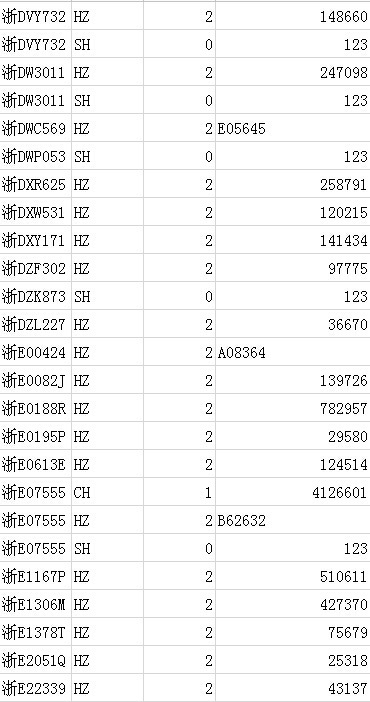 浙DVY732 HZ 2 148660
浙DVY732 SH 0 123
浙DW3011 HZ 2 247098
浙DW3011 SH 0 123
浙DWC569 HZ 2 E05645
浙DWP053 SH 0 123
浙DXR625 HZ 2 258791
浙DXW531 HZ 2 120215
浙DXY171 HZ 2 141434
浙DZF302 HZ 2 97775
浙DZK873 SH 0 123
浙DZL227 HZ 2 36670
浙E00424 HZ 2 A08364
浙E0082J HZ 2 139726
浙E0188R HZ 2 782957
浙E0195P HZ 2 29580
浙E0613E HZ 2 124514
浙E07555 CH 1 4126601
浙E07555 HZ 2 B62632
浙E07555 SH 0 123
浙E1167P HZ 2 510611
浙E1306M HZ 2 427370
浙E1378T HZ 2 75679
浙E2051Q HZ 2 25318
浙E22339 HZ 2 43137